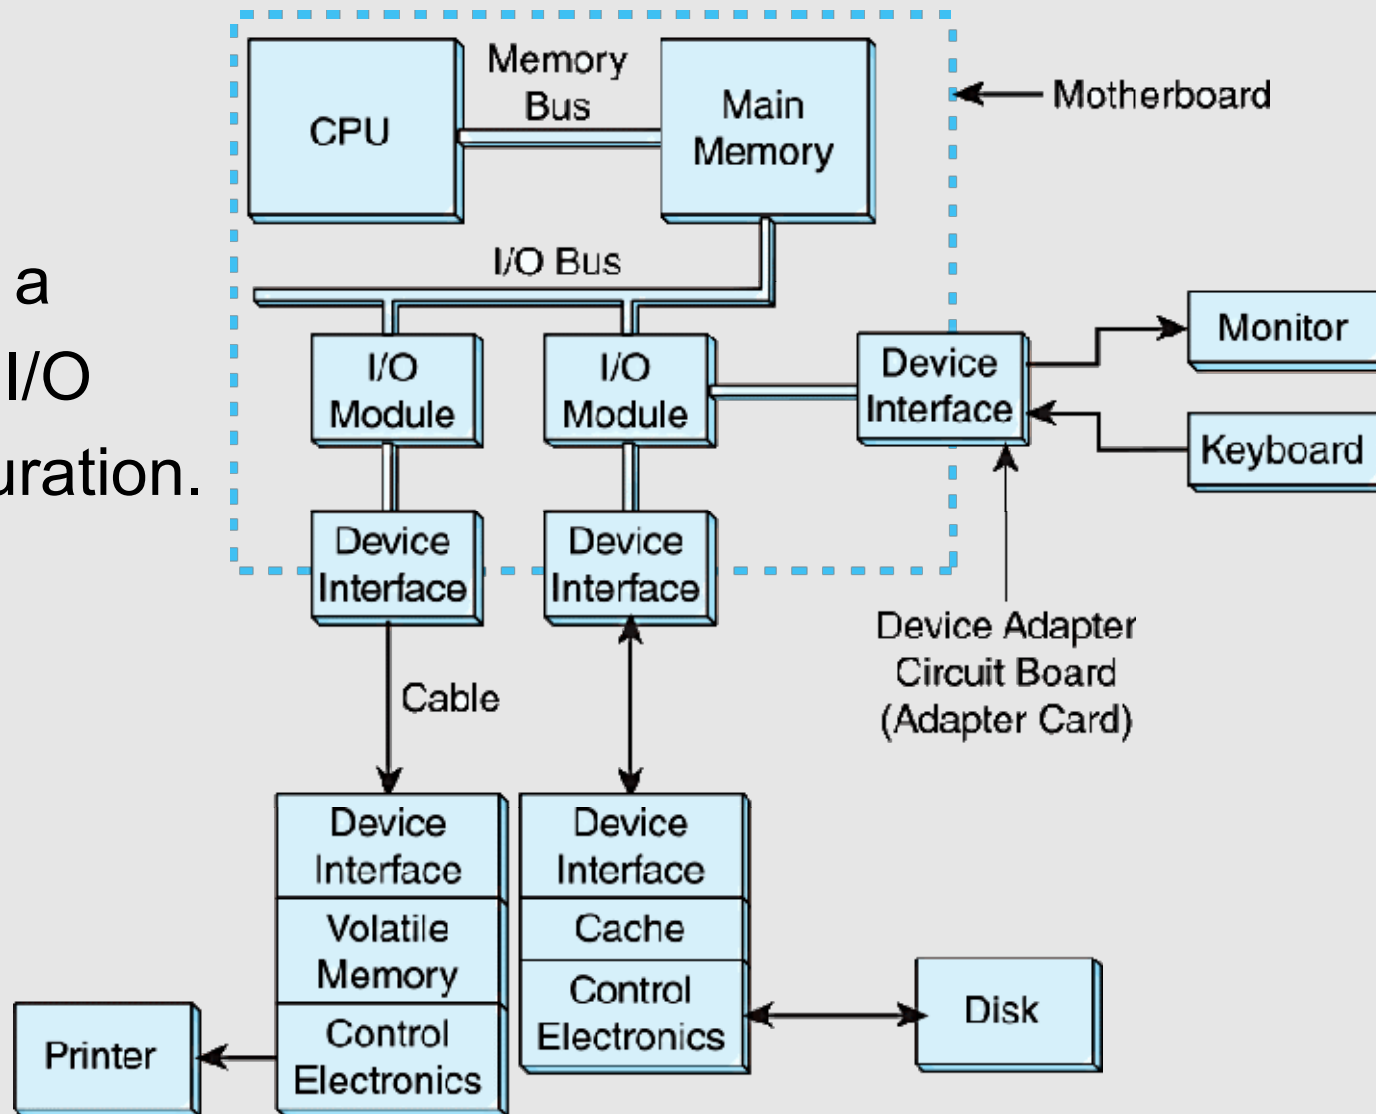 Memory
Bus
CPU
Main
Memory
Motherboard
I/O Bus
a
I/O
uration.
I/O
Module
I/O
Module
Device
Interface
Monitor
Keyboard
Device
Interface
Device
Interface
Device Adapter
Circuit Board
(Adapter Card)
Cable
Device
Interface
Volatile
Memory
Control
Electronics
Device
Interface
Cache
Control
Electronics
Disk
Printer